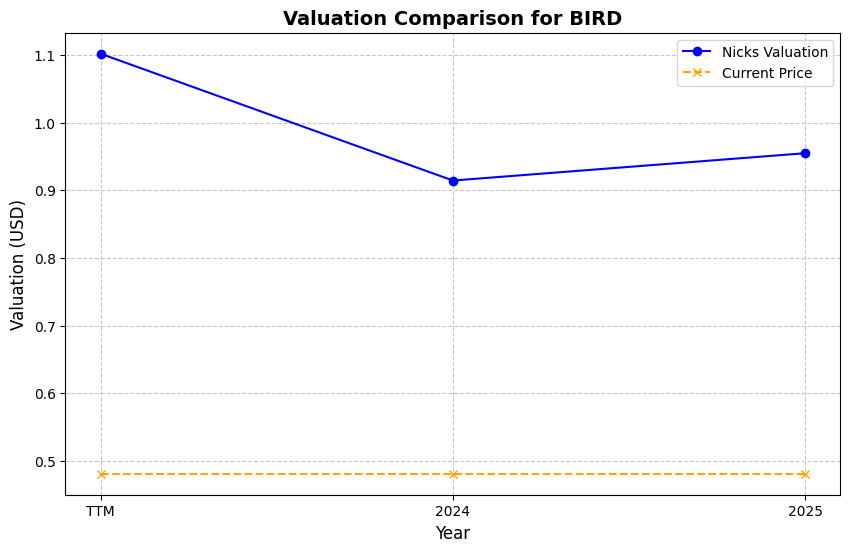 Valuation Comparison for BIRD
Nicks Valuation
Current Price
Valuation (USD)
1.1
1.0
0.9
0.8
0.7
0.6
0.5
TTM
2024
2025
Year